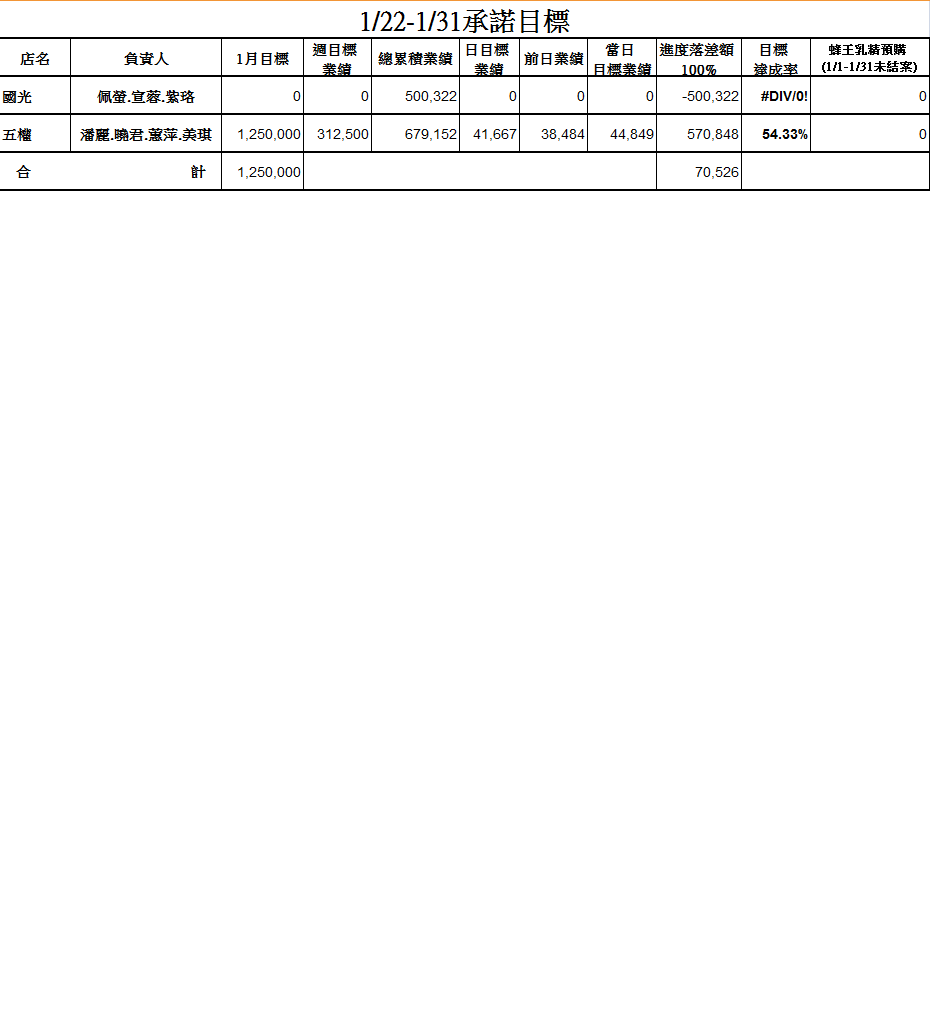 1/22-1/31承諾目標
店名 負責人 1月目標 週目標業績 總累積業績 日目標業績 前日業績 當日目標業績 進度落差額100% 目標達成率 蜂王乳精預購(1/1-1/31未結案)
國光 佩螢.宣蓉.紫珞 0 0 500,322 0 0 0 -500,322 #DIV/0! 0
五權 潘麗.曉君.蕙萍.美琪 1,250,000 312,500 679,152 41,667 38,484 44,849 570,848 54.33% 0
合 計 1,250,000 70,526